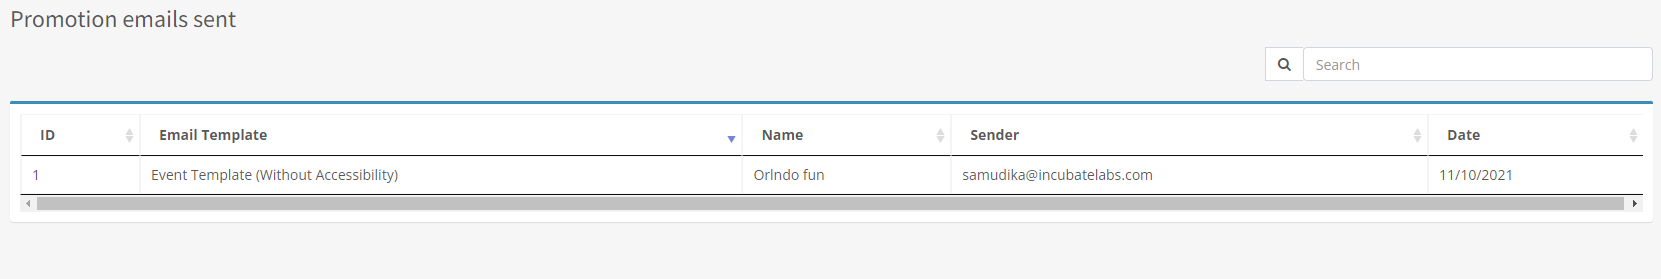 Promotion emails sent
Search
ID Email Template Name Sender Date
1 Event Template (Without Accessibility) Orlndo fun samudika@incubatelabs.com 11/10/2021